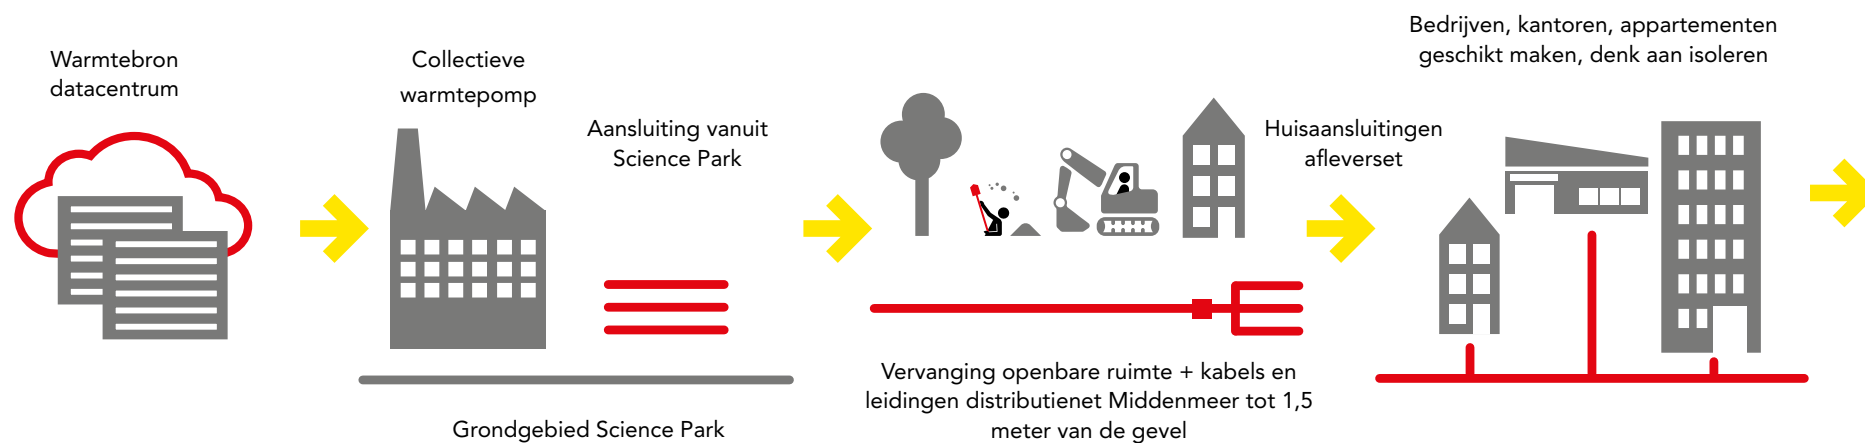 Warmtebron
datacentrum
Collectieve
warmtepomp
Aansluiting vanuit
Science Park
Grondgebied Science Park
Vervanging openbare ruimte + kabels en
leidingen distributienet Middenmeer tot 1,5
meter van de gevel
Huisaansluitingen
afleverset
Bedrijven, kantoren, appartementen
geschikt maken, denk aan isoleren